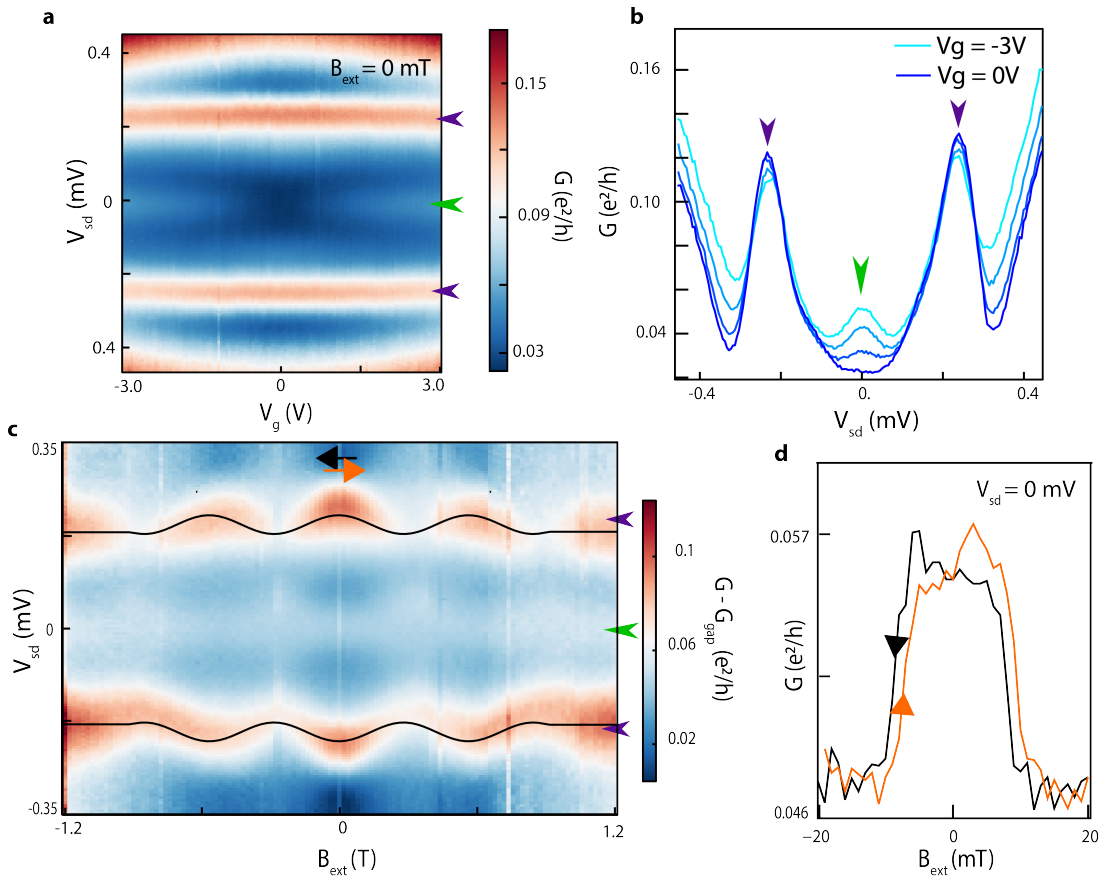 a
B_ext = 0 mT
0.4
0
0.4
V_sd (mV)
-3.0
0
3.0
V_g (V)
0.15
0.09
0.03
G (e²/h)
b
Vg = -3V
Vg = 0V
0.16
0.10
0.04
G (e²/h)
-0.4
0.
0.4
V_sd (mV)
c
0.35
0
-0.35
V_sd (mV)
-1.2
0
1.2
B_ext (T)
0.1
0.06
0.02
G - G_gap (e²/h)
d
V_sd = 0 mV
0.057
0.046
G (e²/h)
−20
0
20
B_ext (mT)